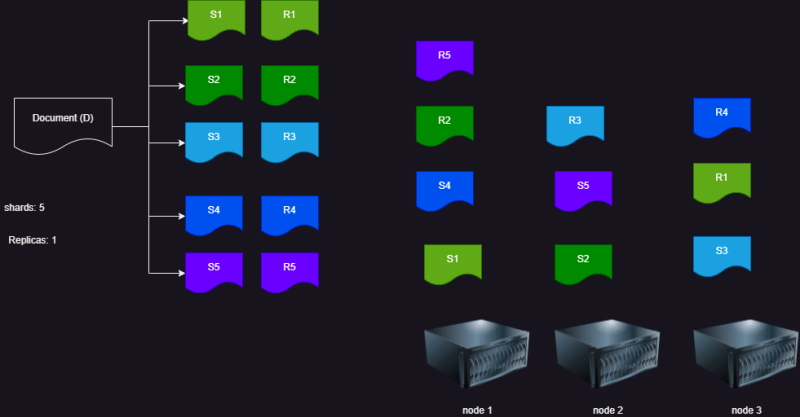 S1 R1
R5
S2 R2
Document (D)
R2 R3 R4
S3 R3
S4 S5 R1
shards: 5
S4 R4
Replicas: 1
S1 S2 S3
S5 R5
node 1 node 2 node 3